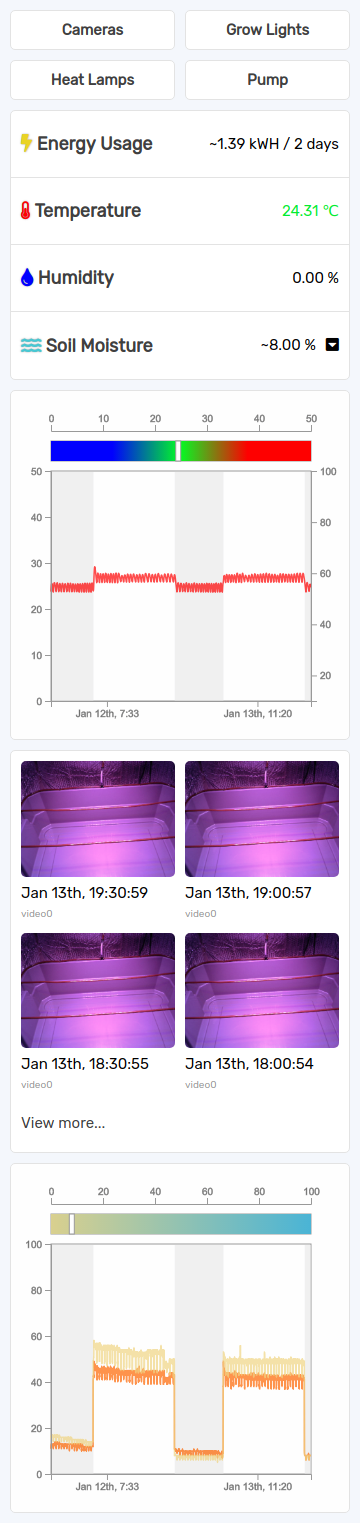 Cameras
Grow Lights
Heat Lamps
Pump
Energy Usage
~1.39 kWH / 2 days
Temperature
24.31 °C
Humidity
0.00 %
Soil Moisture
~8.00 %
0 10 20 30 40 50
50
100
40
80
30
60
20
40
10
20
0
Jan 12th, 7:33
Jan 13th, 11:20
Jan 13th, 19:30:59
Jan 13th, 19:00:57
video0
video0
Jan 13th, 18:30:55
Jan 13th, 18:00:54
video0
video0
View more...
0 20 40 60 80 100
100
80
60
40
20
0
Jan 12th, 7:33
Jan 13th, 11:20